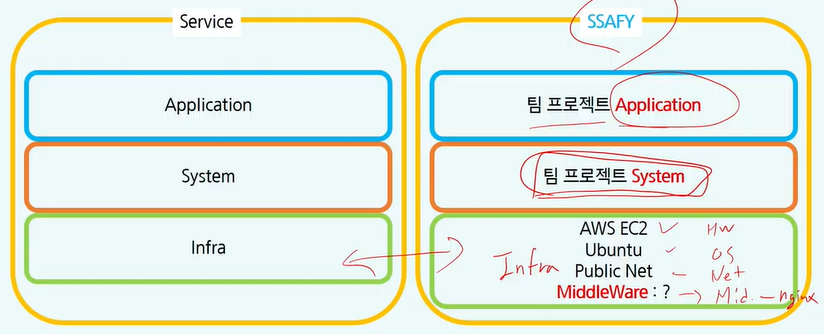 Service
Application
System
Infra
SSAFY
팀 프로젝트 Application
팀 프로젝트 System
AWS EC2 HW
Ubuntu OS
Infra
Public Net Net
MiddleWare : ? → Mid. - nginx